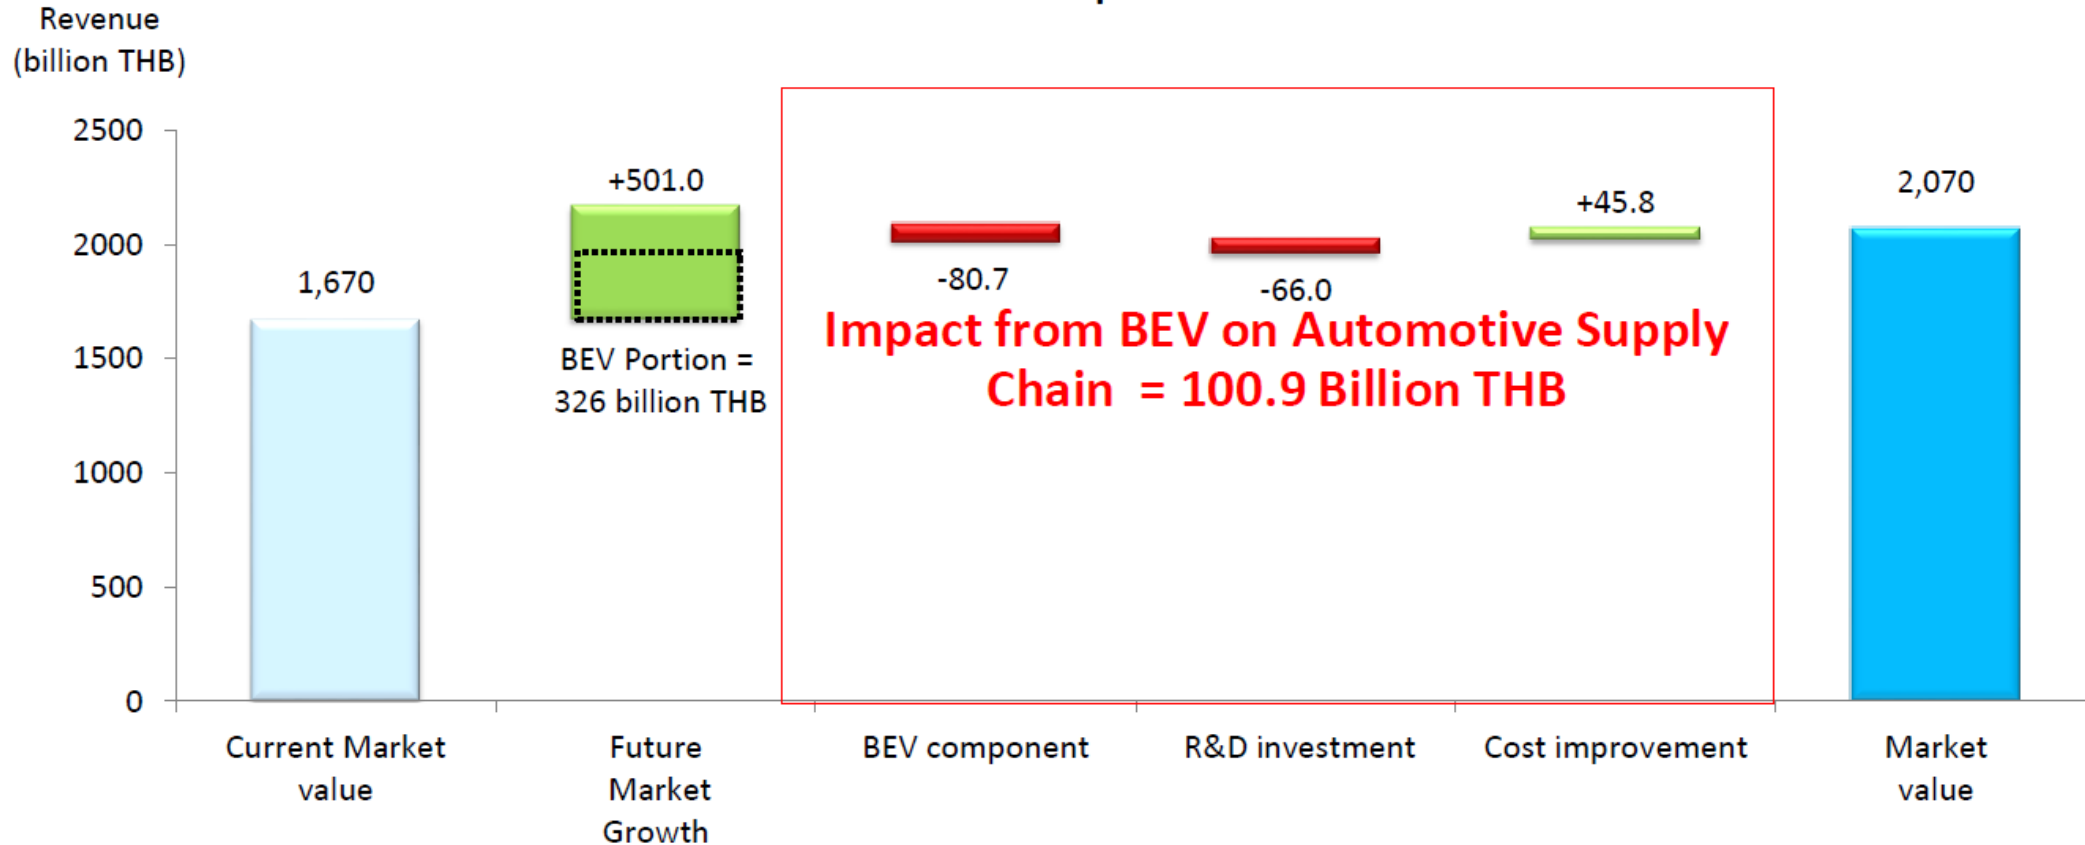 Revenue
(billion THB)
2500
2000
1500
1000
500
0
1,670
+501.0
BEV Portion =
326 billion THB
-80.7
-66.0
+45.8
2,070
Impact from BEV on Automotive Supply
Chain = 100.9 Billion THB
Current Market
value
Future
Market
Growth
BEV component
R&D investment
Cost improvement
Market
value